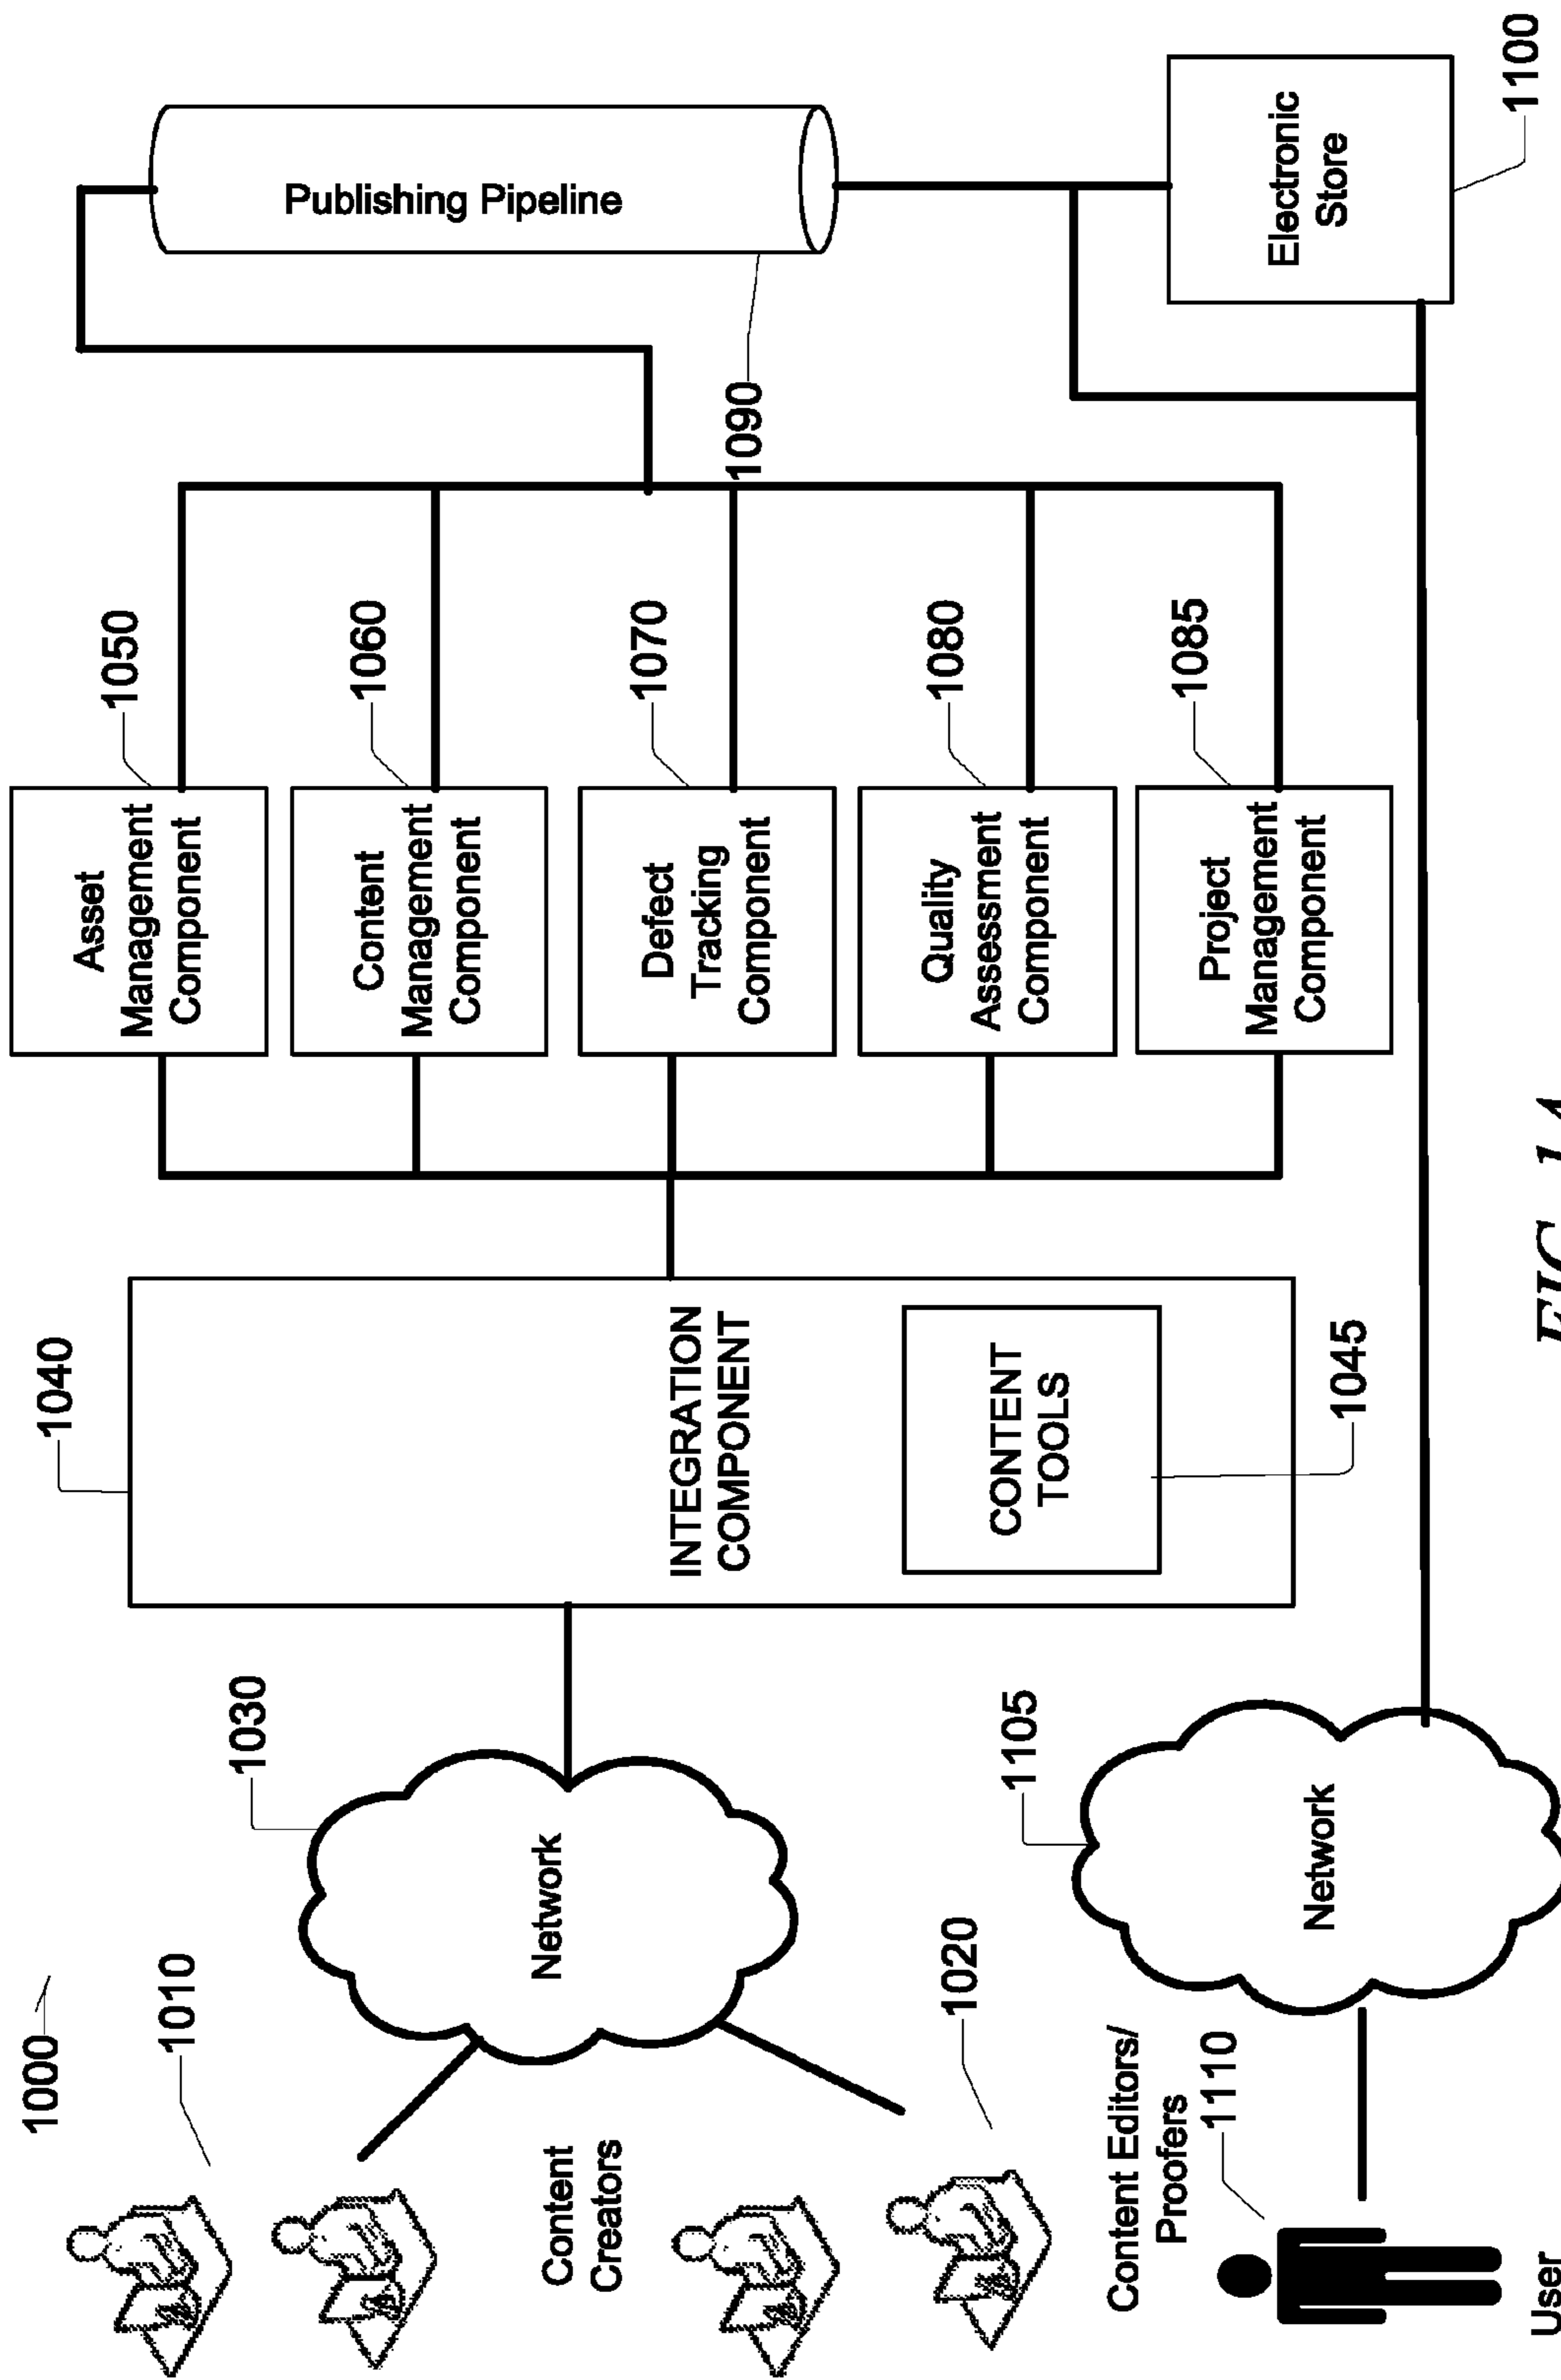 1000
1010
Content
Creators
1020
Content Editors/
Proofers
1110
User
1030
Network
1105
Network
1040
INTEGRATION
COMPONENT
CONTENT
TOOLS
1045
Asset
Management
Component
1050
Content
Management
Component
1060
Defect
Tracking
Component
1070
Quality
Assessment
Component
1080
Project
Management
Component
1085
Publishing Pipeline
1090
Electronic
Store
1100
FIG. 1A